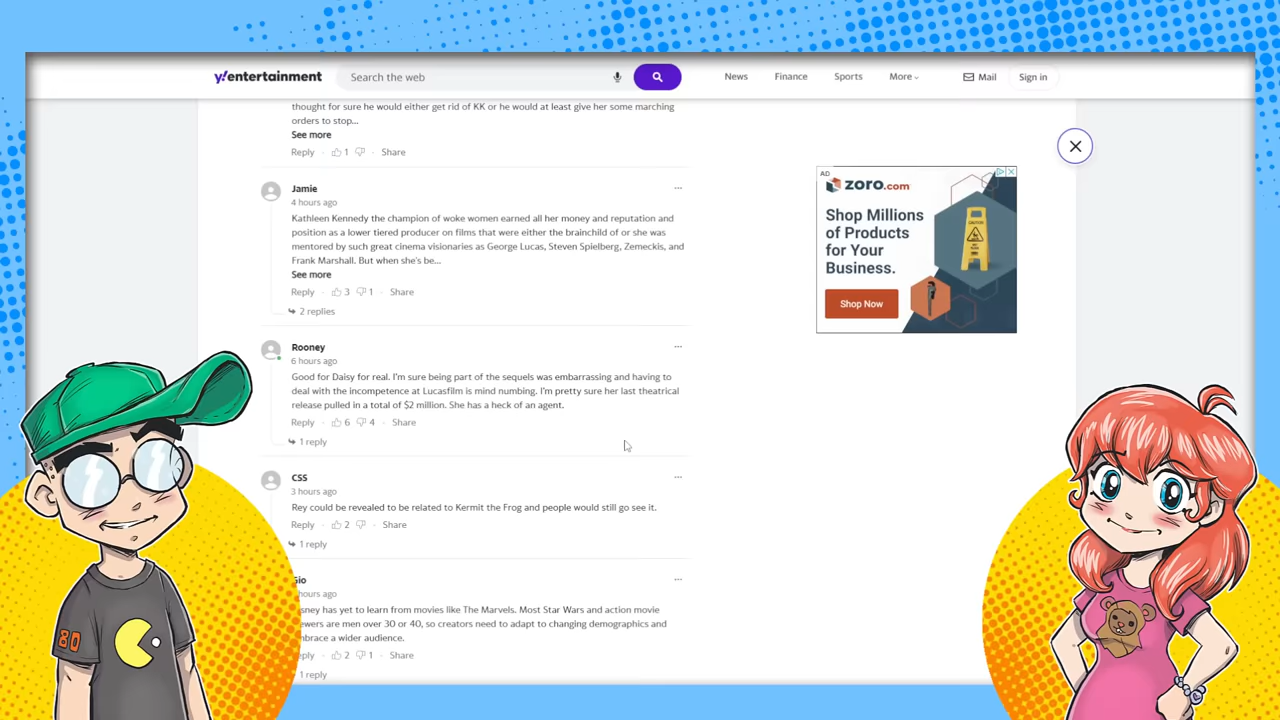 y!entertainment
Search the web
News Finance Sports More Mail Sign in
thought for sure he would either get rid of KK or he would at least give her some marching
orders to stop...
See more
Reply · 1 · Share
Jamie
4 hours ago
Kathleen Kennedy the champion of woke women earned all her money and reputation and
position as a lower tiered producer on films that were either the brainchild of or she was
mentored by such great cinema visionaries as George Lucas, Steven Spielberg, Zemeckis, and
Frank Marshall. But when she's be...
See more
Reply · 3 1 · Share
2 replies
Rooney
6 hours ago
Good for Daisy for real. I'm sure being part of the sequels was embarrassing and having to
deal with the incompetence at Lucasfilm is mind numbing. I'm pretty sure her last theatrical
release pulled in a total of $2 million. She has a heck of an agent.
Reply · 6 4 · Share
1 reply
CSS
3 hours ago
Rey could be revealed to be related to Kermit the Frog and people would still go see it.
Reply · 2 · Share
1 reply
Gio
hours ago
sney has yet to learn from movies like The Marvels. Most Star Wars and action movie
ewers are men over 30 or 40, so creators need to adapt to changing demographics and
mbrace a wider audience.
Reply · 2 1 · Share
1 reply
AD
zoro.com
Shop Millions
of Products
for Your
Business.
Shop Now
CAUTION
80